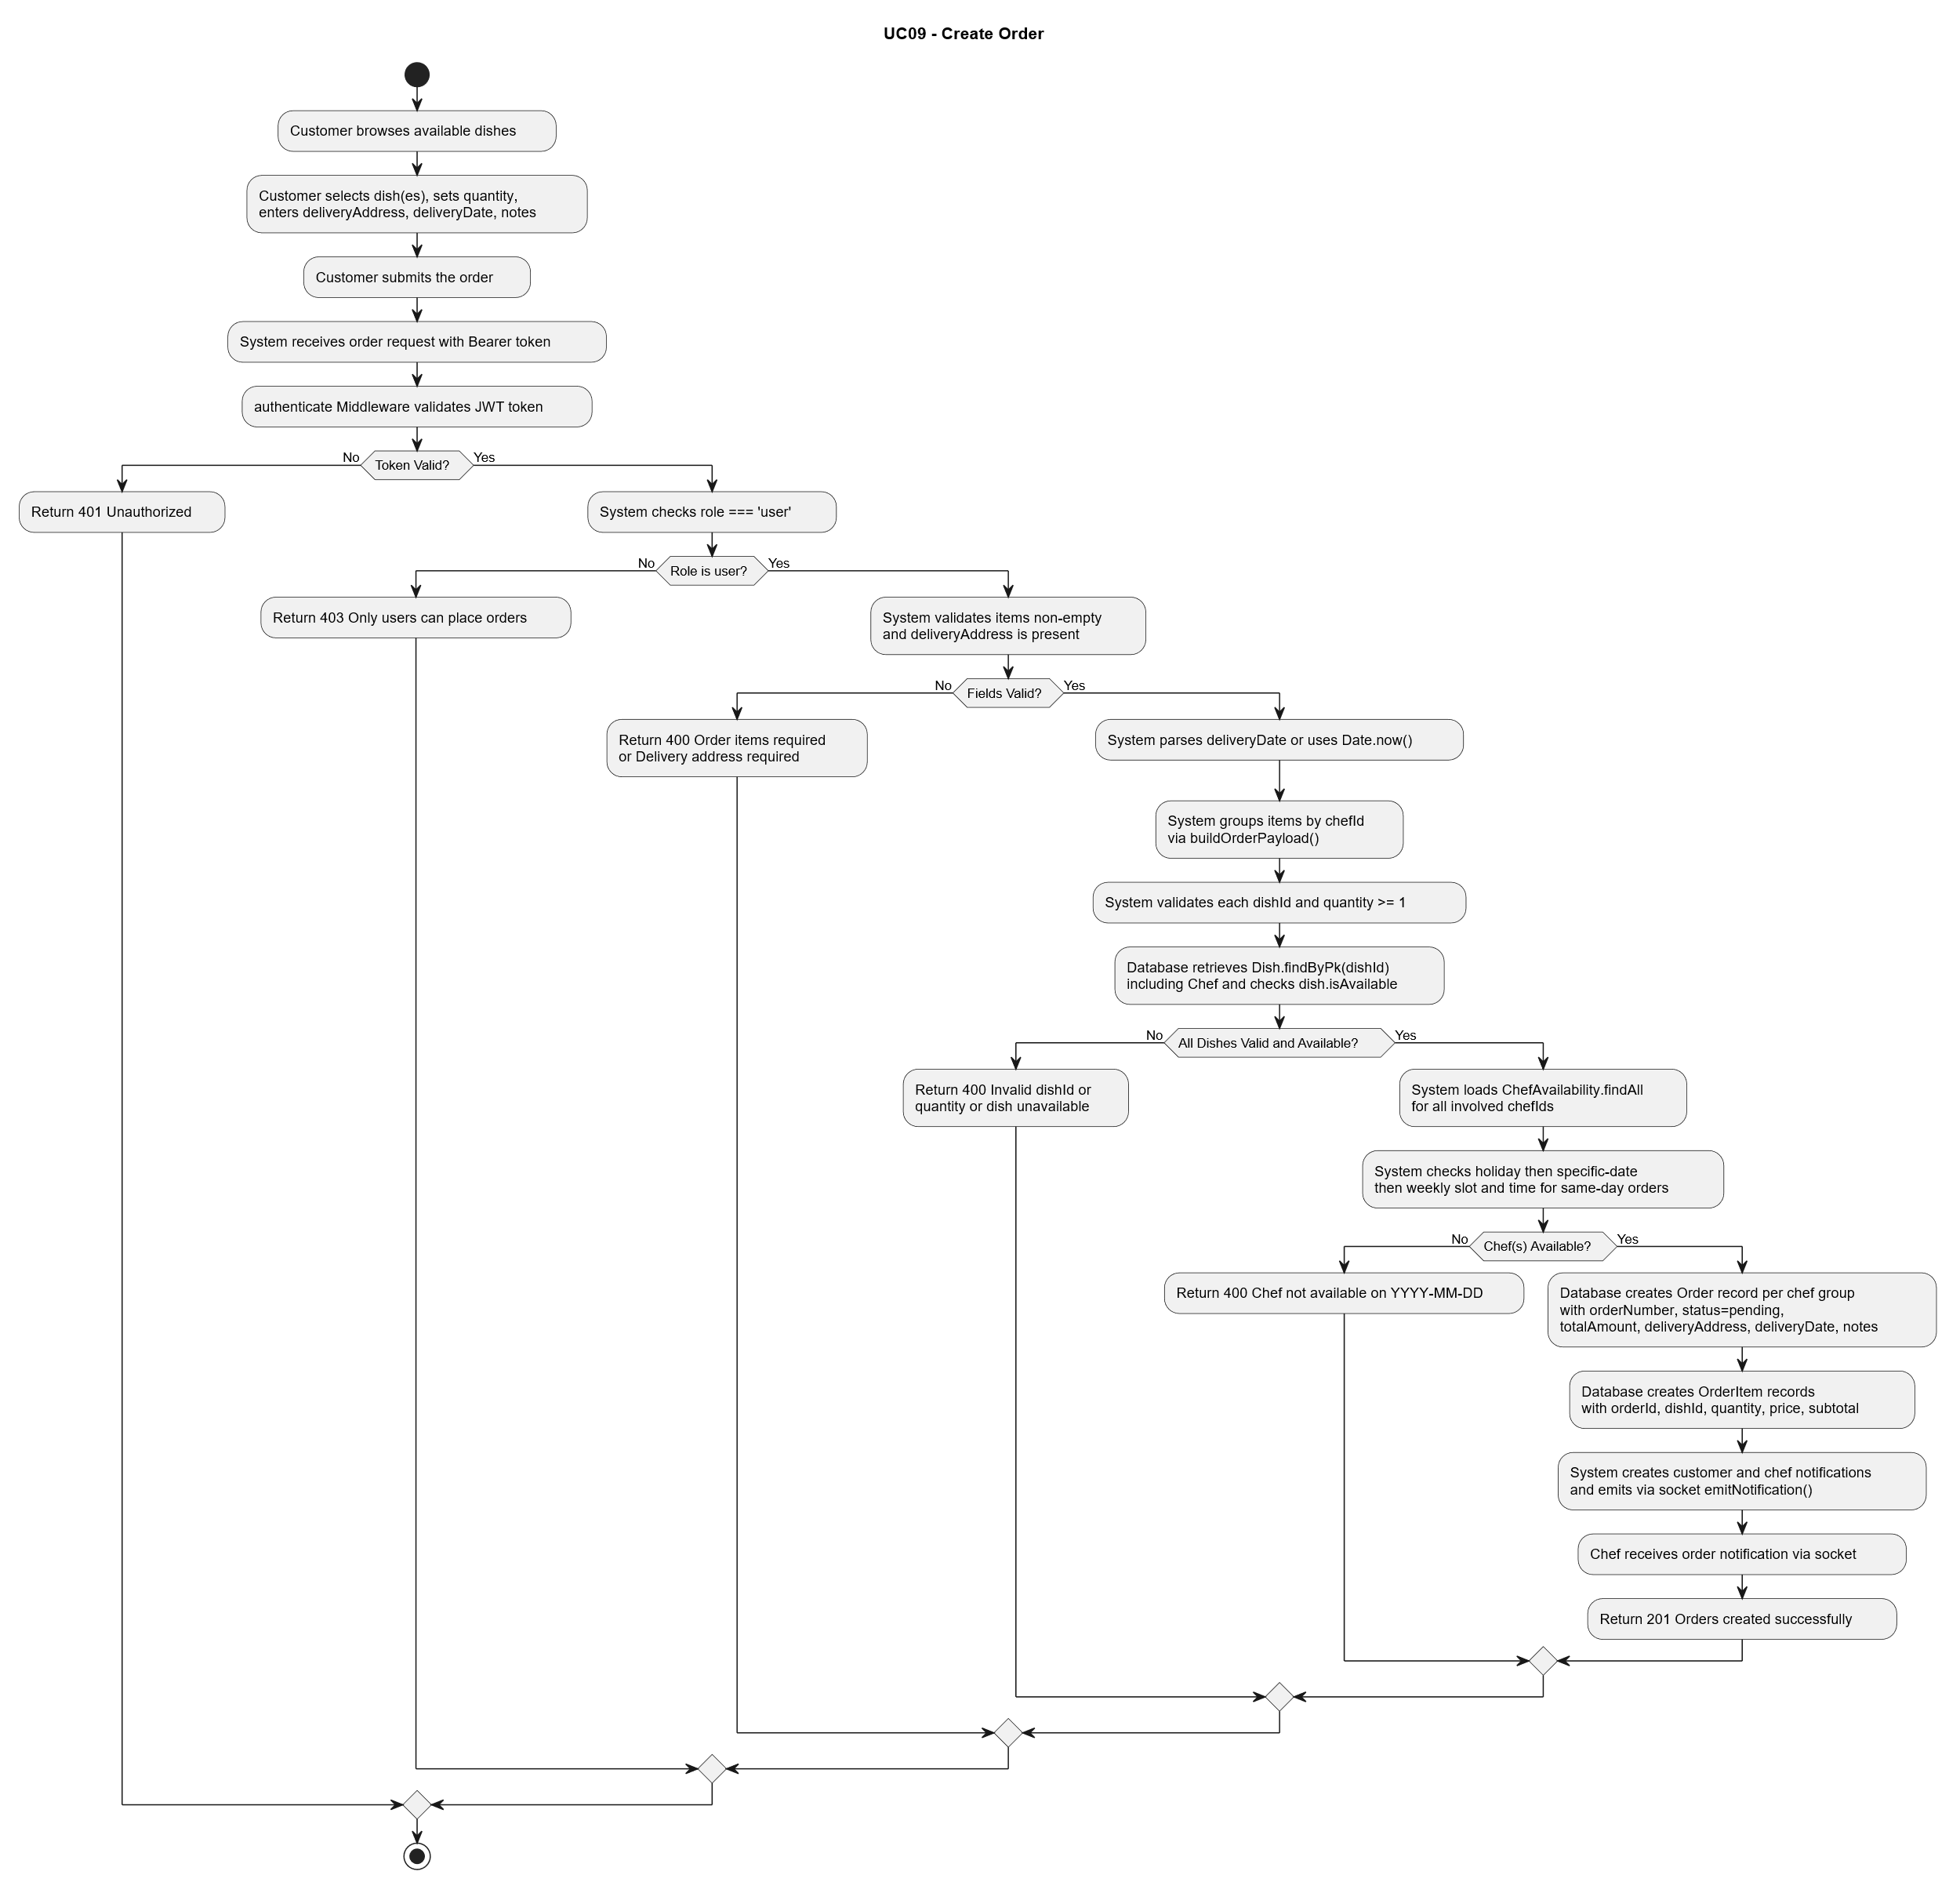 UC09 - Create Order
Customer browses available dishes
Customer selects dish(es), sets quantity,
enters deliveryAddress, deliveryDate, notes
Customer submits the order
System receives order request with Bearer token
authenticate Middleware validates JWT token
No
Token Valid?
Yes
Return 401 Unauthorized
System checks role === 'user'
No
Role is user?
Yes
Return 403 Only users can place orders
System validates items non-empty
and deliveryAddress is present
No
Fields Valid?
Yes
Return 400 Order items required
or Delivery address required
System parses deliveryDate or uses Date.now()
System groups items by chefId
via buildOrderPayload()
System validates each dishId and quantity >= 1
Database retrieves Dish.findByPk(dishId)
including Chef and checks dish.isAvailable
No
All Dishes Valid and Available?
Yes
Return 400 Invalid dishId or
quantity or dish unavailable
System loads ChefAvailability.findAll
for all involved chefIds
System checks holiday then specific-date
then weekly slot and time for same-day orders
No
Chef(s) Available?
Yes
Return 400 Chef not available on YYYY-MM-DD
Database creates Order record per chef group
with orderNumber, status=pending,
totalAmount, deliveryAddress, deliveryDate, notes
Database creates OrderItem records
with orderId, dishId, quantity, price, subtotal
System creates customer and chef notifications
and emits via socket emitNotification()
Chef receives order notification via socket
Return 201 Orders created successfully